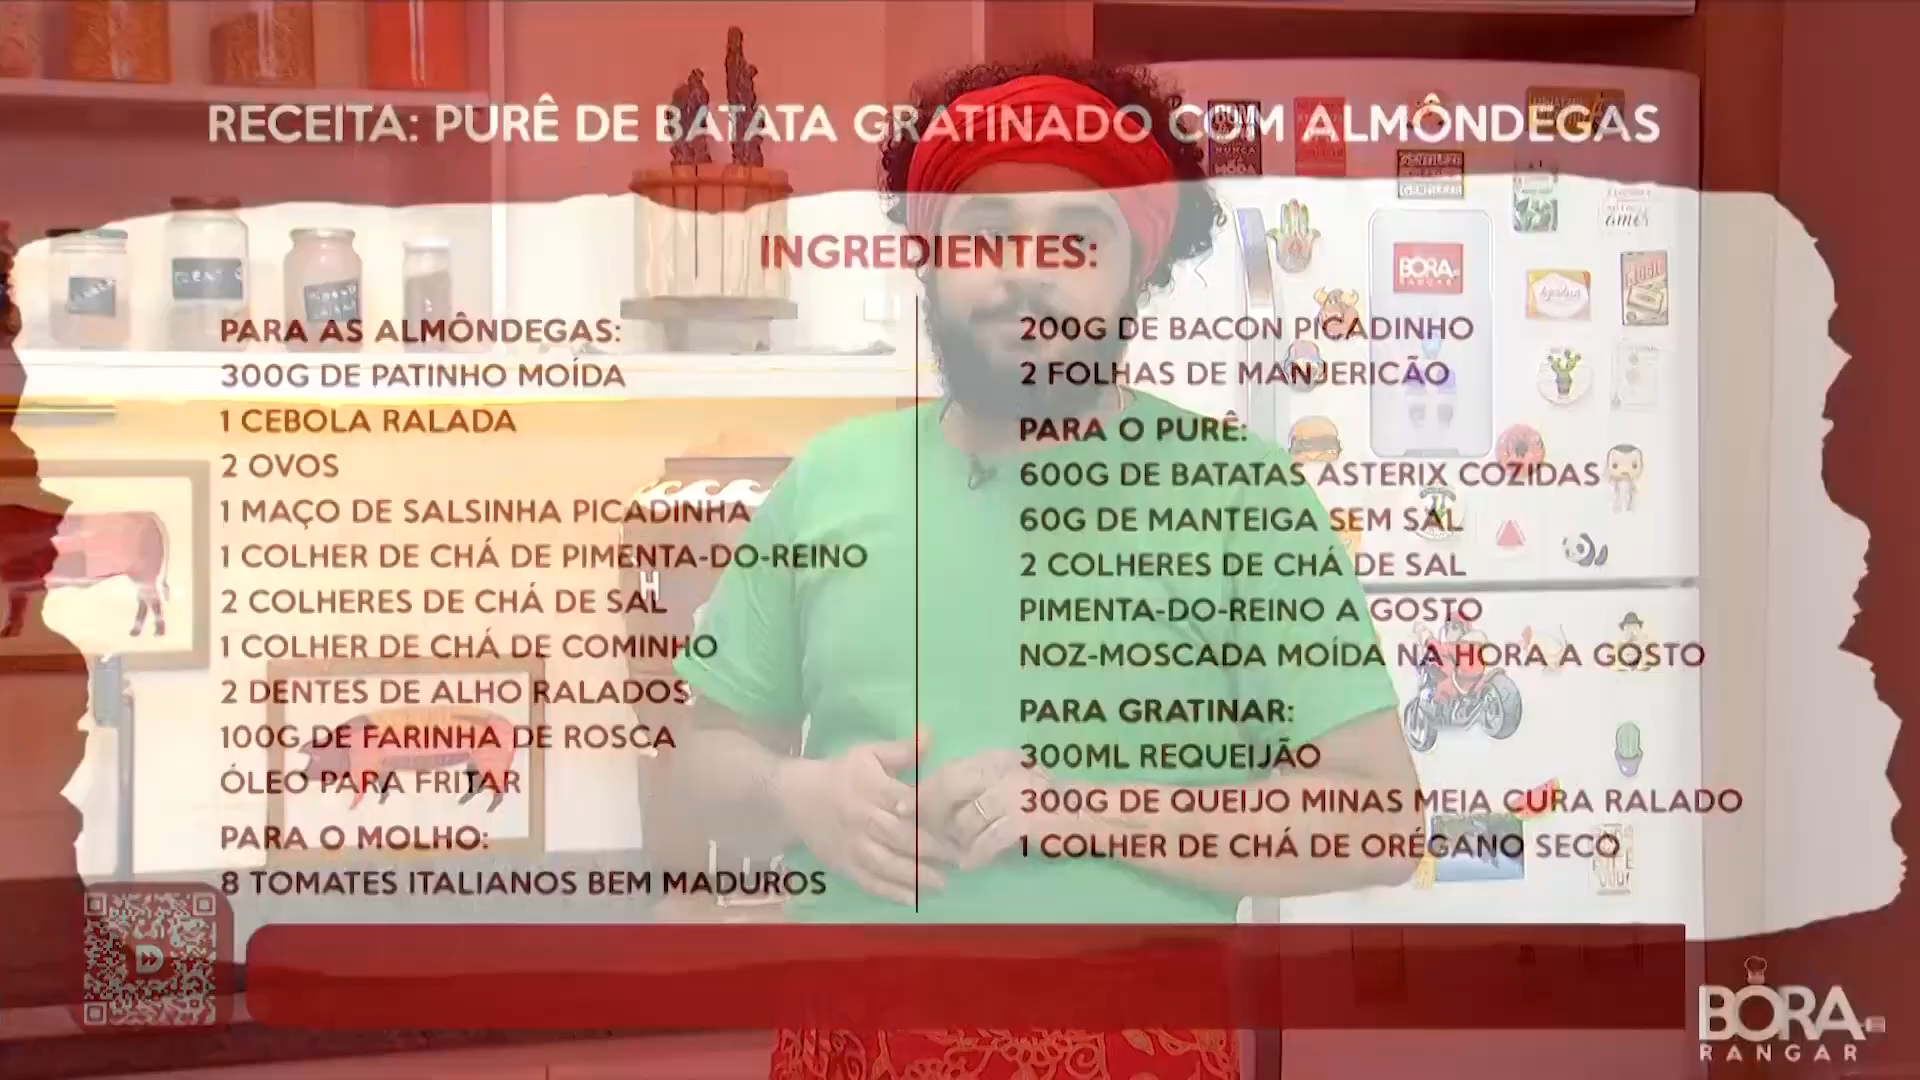 RECEITA: PURÊ DE BATATA GRATINADO COM ALMÔNDEGAS
INGREDIENTES:
PARA AS ALMÔNDEGAS:
300G DE PATINHO MOÍDA
1 CEBOLA RALADA
2 OVOS
1 MAÇO DE SALSINHA PICADINHA
1 COLHER DE CHÁ DE PIMENTA-DO-REINO
2 COLHERES DE CHÁ DE SAL
1 COLHER DE CHÁ DE COMINHO
2 DENTES DE ALHO RALADOS
100G DE FARINHA DE ROSCA
ÓLEO PARA FRITAR
PARA O MOLHO:
8 TOMATES ITALIANOS BEM MADUROS
200G DE BACON PICADINHO
2 FOLHAS DE MANJERICÃO
PARA O PURÊ:
600G DE BATATAS ASTERIX COZIDAS
60G DE MANTEIGA SEM SAL
2 COLHERES DE CHÁ DE SAL
PIMENTA-DO-REINO A GOSTO
NOZ-MOSCADA MOÍDA NA HORA A GOSTO
PARA GRATINAR:
300ML REQUEIJÃO
300G DE QUEIJO MINAS MEIA CURA RALADO
1 COLHER DE CHÁ DE ORÉGANO SECO
BORA
RANGAR
BORA
RANGAR
H
amor